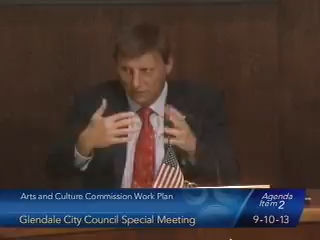 Arts and Culture Commission Work Plan
Agenda
Item 2
Glendale City Council Special Meeting
9-10-13